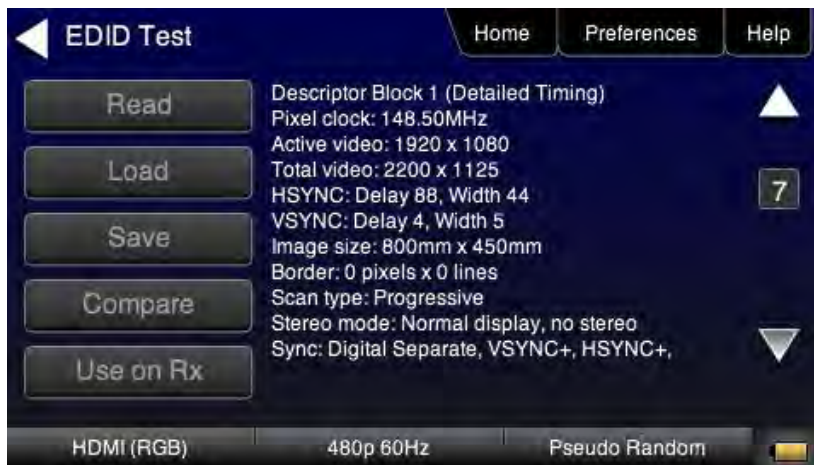 EDID Test
Home
Preferences
Help
Read
Load
Save
Compare
Use on Rx
Descriptor Block 1 (Detailed Timing)
Pixel clock: 148.50MHz
Active video: 1920 x 1080
Total video: 2200 x 1125
HSYNC: Delay 88, Width 44
VSYNC: Delay 4, Width 5
Image size: 800mm x 450mm
Border: 0 pixels x 0 lines
Scan type: Progressive
Stereo mode: Normal display, no stereo
Sync: Digital Separate, VSYNC+, HSYNC+,
7
HDMI (RGB)
480p 60Hz
Pseudo Random